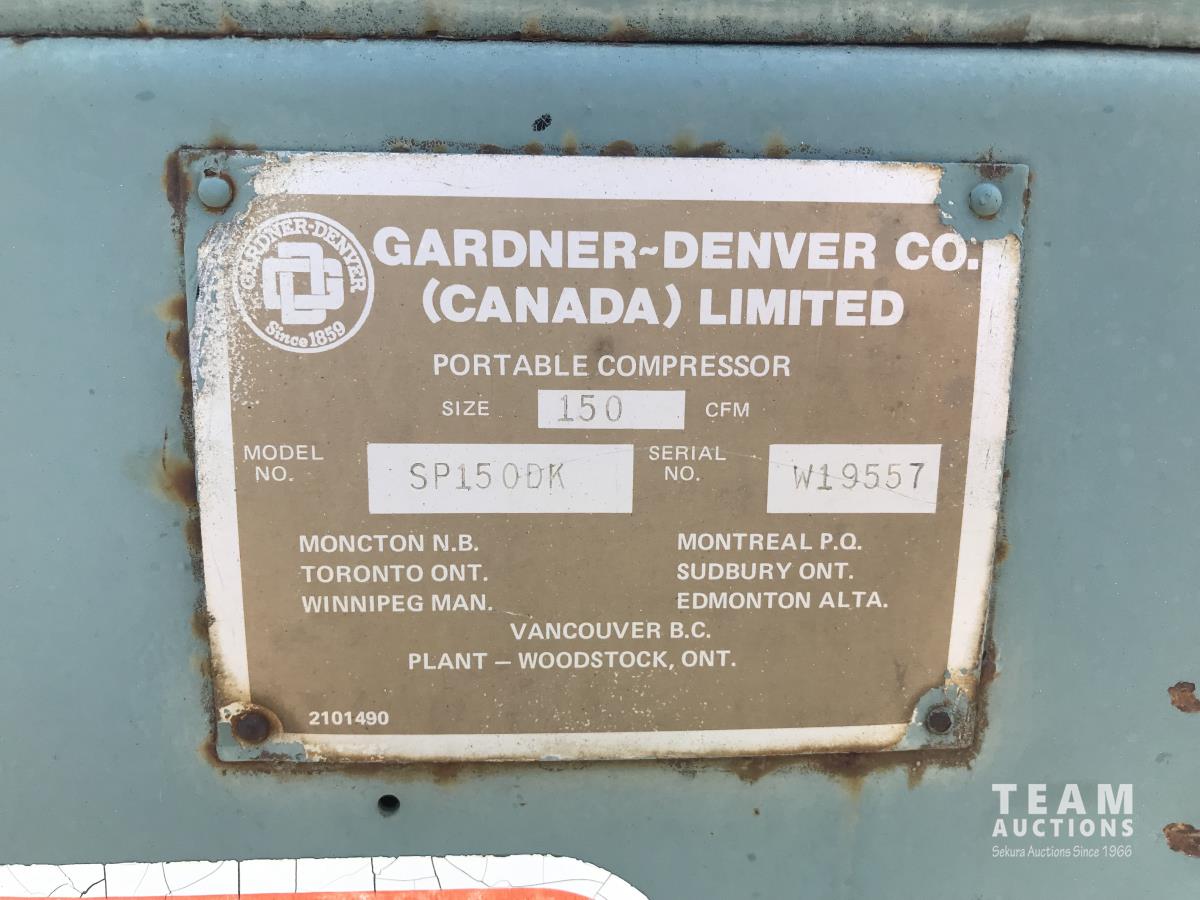 GARDNER-DENVER
Since 1859
GARDNER~DENVER CO.
(CANADA) LIMITED
PORTABLE COMPRESSOR
SIZE 150 CFM
MODEL NO. SP150DK SERIAL NO. W19557
MONCTON N.B. MONTREAL P.Q.
TORONTO ONT. SUDBURY ONT.
WINNIPEG MAN. EDMONTON ALTA.
VANCOUVER B.C.
PLANT — WOODSTOCK, ONT.
2101490
TEAM
AUCTIONS
Sekura Auctions Since 1966